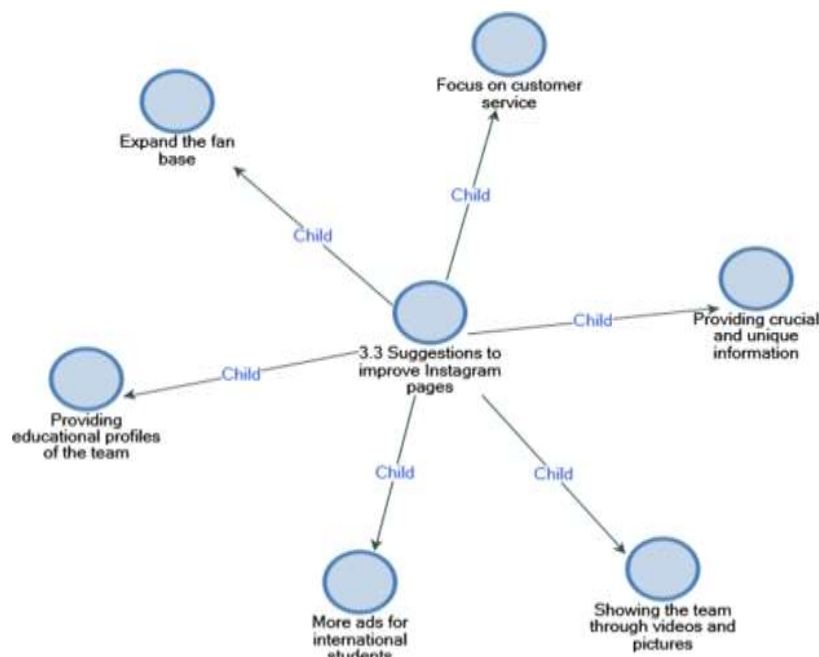 Focus on customer
service
Expand the fan
base
Child
Child
Providing crucial
and unique
information
Child
3.3 Suggestions to
improve Instagram
pages
Child
Providing
educational profiles
of the team
Child
Child
More ads for
international
students
Showing the team
through videos and
pictures